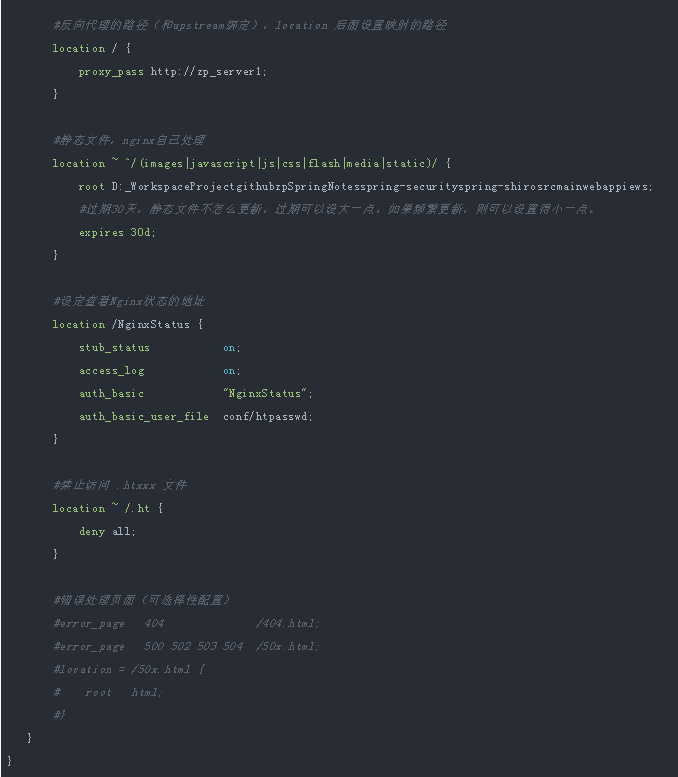 #反向代理的路径（和upstream绑定），location 后面设置映射的路径
location / {
proxy_pass http://zp_server1;
}
#静态文件，nginx自己处理
location ~ ^/(images|javascript|js|css|flash|media|static)/ {
root D:_WorkspaceProjectgithubzpSpringNotesspring-securityspring-shirosrcmainwebappiews;
#过期30天，静态文件不怎么更新，过期可以设大一点，如果频繁更新，则可以设置得小一点。
expires 30d;
}
#设定查看Nginx状态的地址
location /NginxStatus {
stub_status on;
access_log on;
auth_basic "NginxStatus";
auth_basic_user_file conf/htpasswd;
}
#禁止访问 .htxxx 文件
location ~ /.ht {
deny all;
}
#错误处理页面（可选择性配置）
#error_page 404 /404.html;
#error_page 500 502 503 504 /50x.html;
#location = /50x.html {
# root html;
#}
}
}